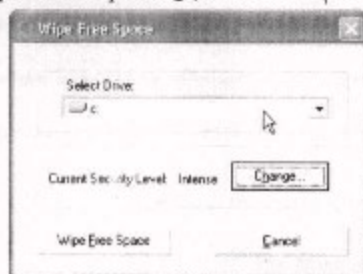 Wipe Free Space
Select Drive:
c:
Current Security Level: Intense Change...
Wipe Free Space Cancel